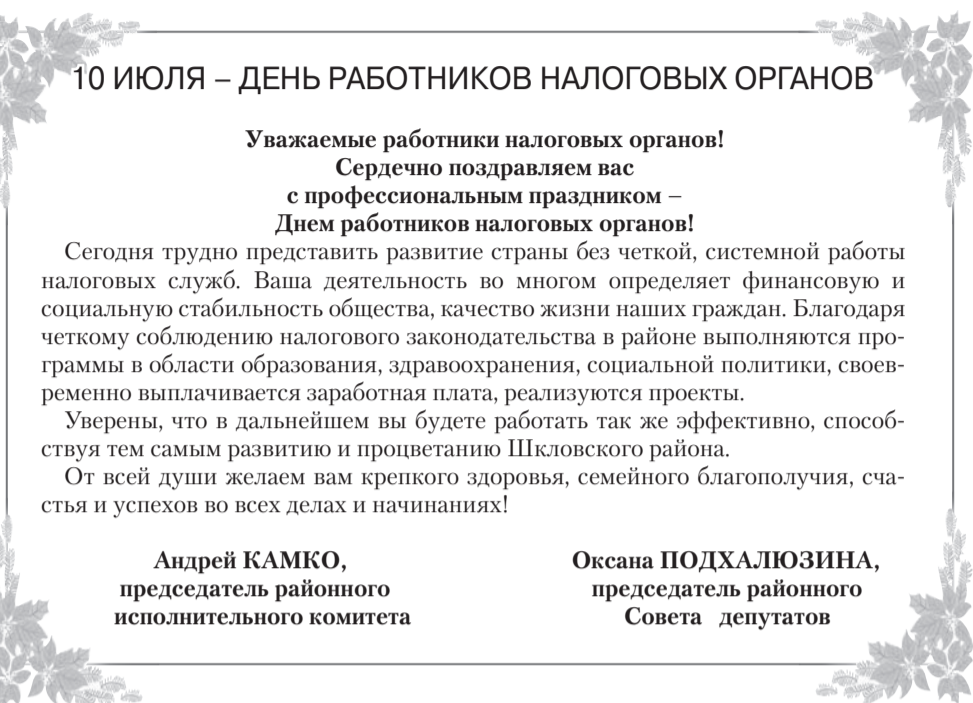 10 ИЮЛЯ – ДЕНЬ РАБОТНИКОВ НАЛОГОВЫХ ОРГАНОВ
Уважаемые работники налоговых органов!
Сердечно поздравляем вас
с профессиональным праздником –
Днем работников налоговых органов!
Сегодня трудно представить развитие страны без четкой, системной работы
налоговых служб. Ваша деятельность во многом определяет финансовую и
социальную стабильность общества, качество жизни наших граждан. Благодаря
четкому соблюдению налогового законодательства в районе выполняются про-
граммы в области образования, здравоохранения, социальной политики, своев-
ременно выплачивается заработная плата, реализуются проекты.
Уверены, что в дальнейшем вы будете работать так же эффективно, способ-
ствуя тем самым развитию и процветанию Шкловского района.
От всей души желаем вам крепкого здоровья, семейного благополучия, сча-
стья и успехов во всех делах и начинаниях!
Андрей КАМКО,
председатель районного
исполнительного комитета
Оксана ПОДХАЛЮЗИНА,
председатель районного
Совета депутатов